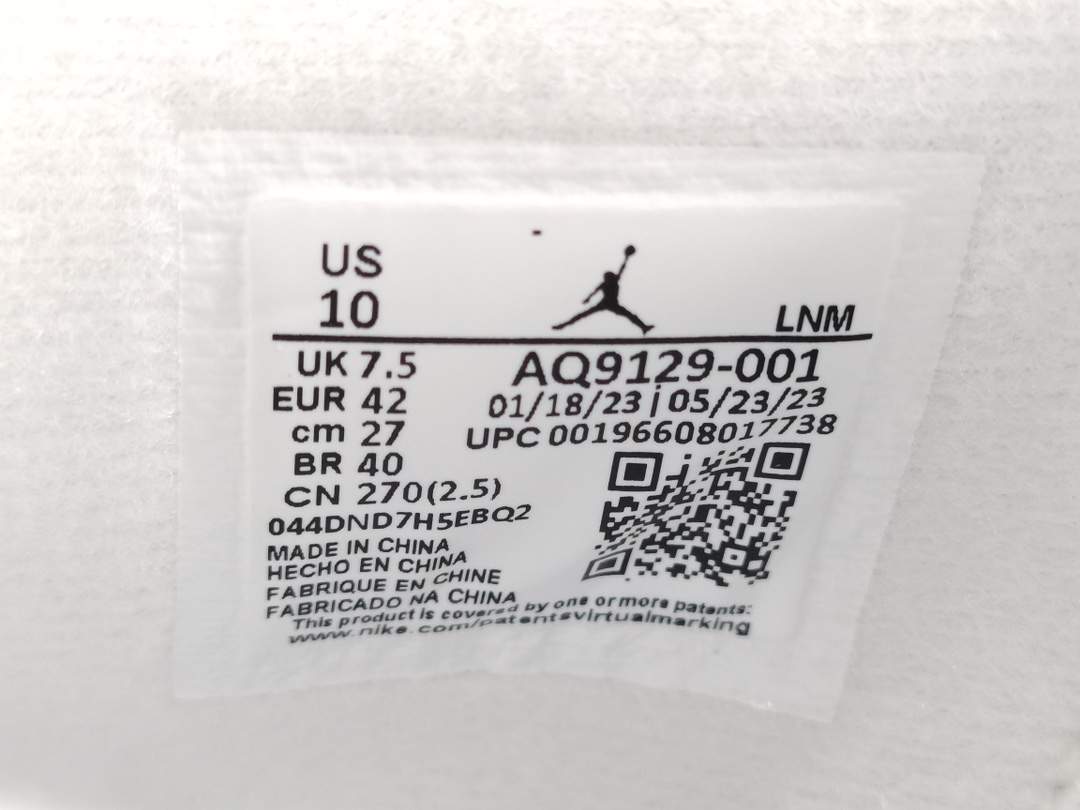 US
10
LNM
UK 7.5
AQ9129-001
EUR 42
01/18/23 | 05/23/23
cm 27
UPC 00196608017738
BR 40
CN 270(2.5)
044DND7H5EBQ2
MADE IN CHINA
HECHO EN CHINA
FABRIQUE EN CHINE
FABRICADO NA CHINA
This product is covered by one or more patents:
www.nike.com/patentsvirtualmarking